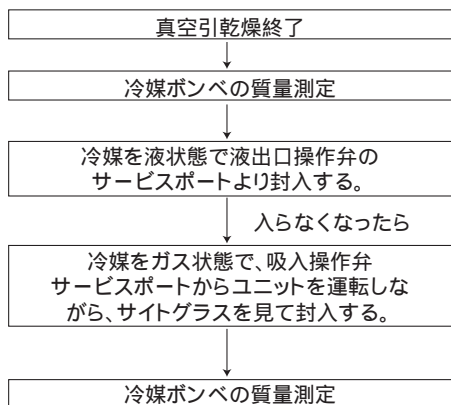 真空引乾燥終了
冷媒ボンベの質量測定
冷媒を液状態で液出口操作弁の
サービスポートより封入する。
入らなくなったら
冷媒をガス状態で、吸入操作弁
サービスポートからユニットを運転しな
がら、サイトグラスを見て封入する。
冷媒ボンベの質量測定